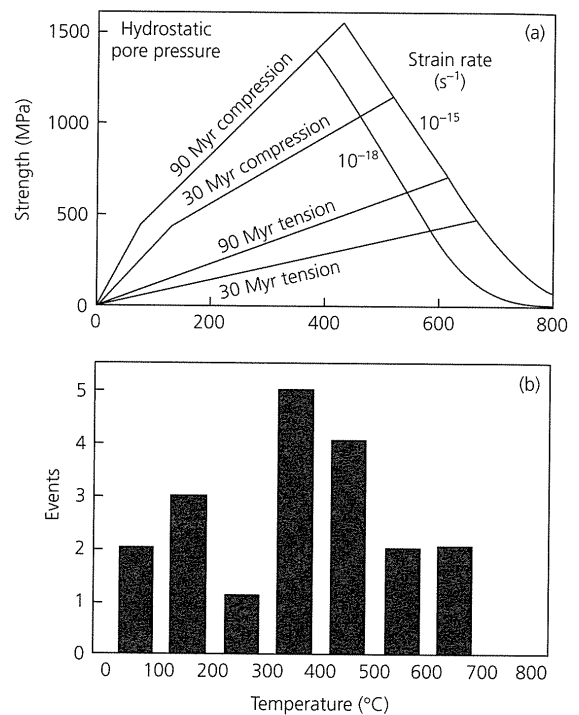 (a)
Hydrostatic
pore pressure
Strain rate
(s⁻¹)
10⁻¹⁵
10⁻¹⁸
90 Myr compression
30 Myr compression
90 Myr tension
30 Myr tension
Strength (MPa)
1500
1000
500
0
0 200 400 600 800
(b)
Events
5
4
3
2
1
0
0 100 200 300 400 500 600 700 800
Temperature (°C)